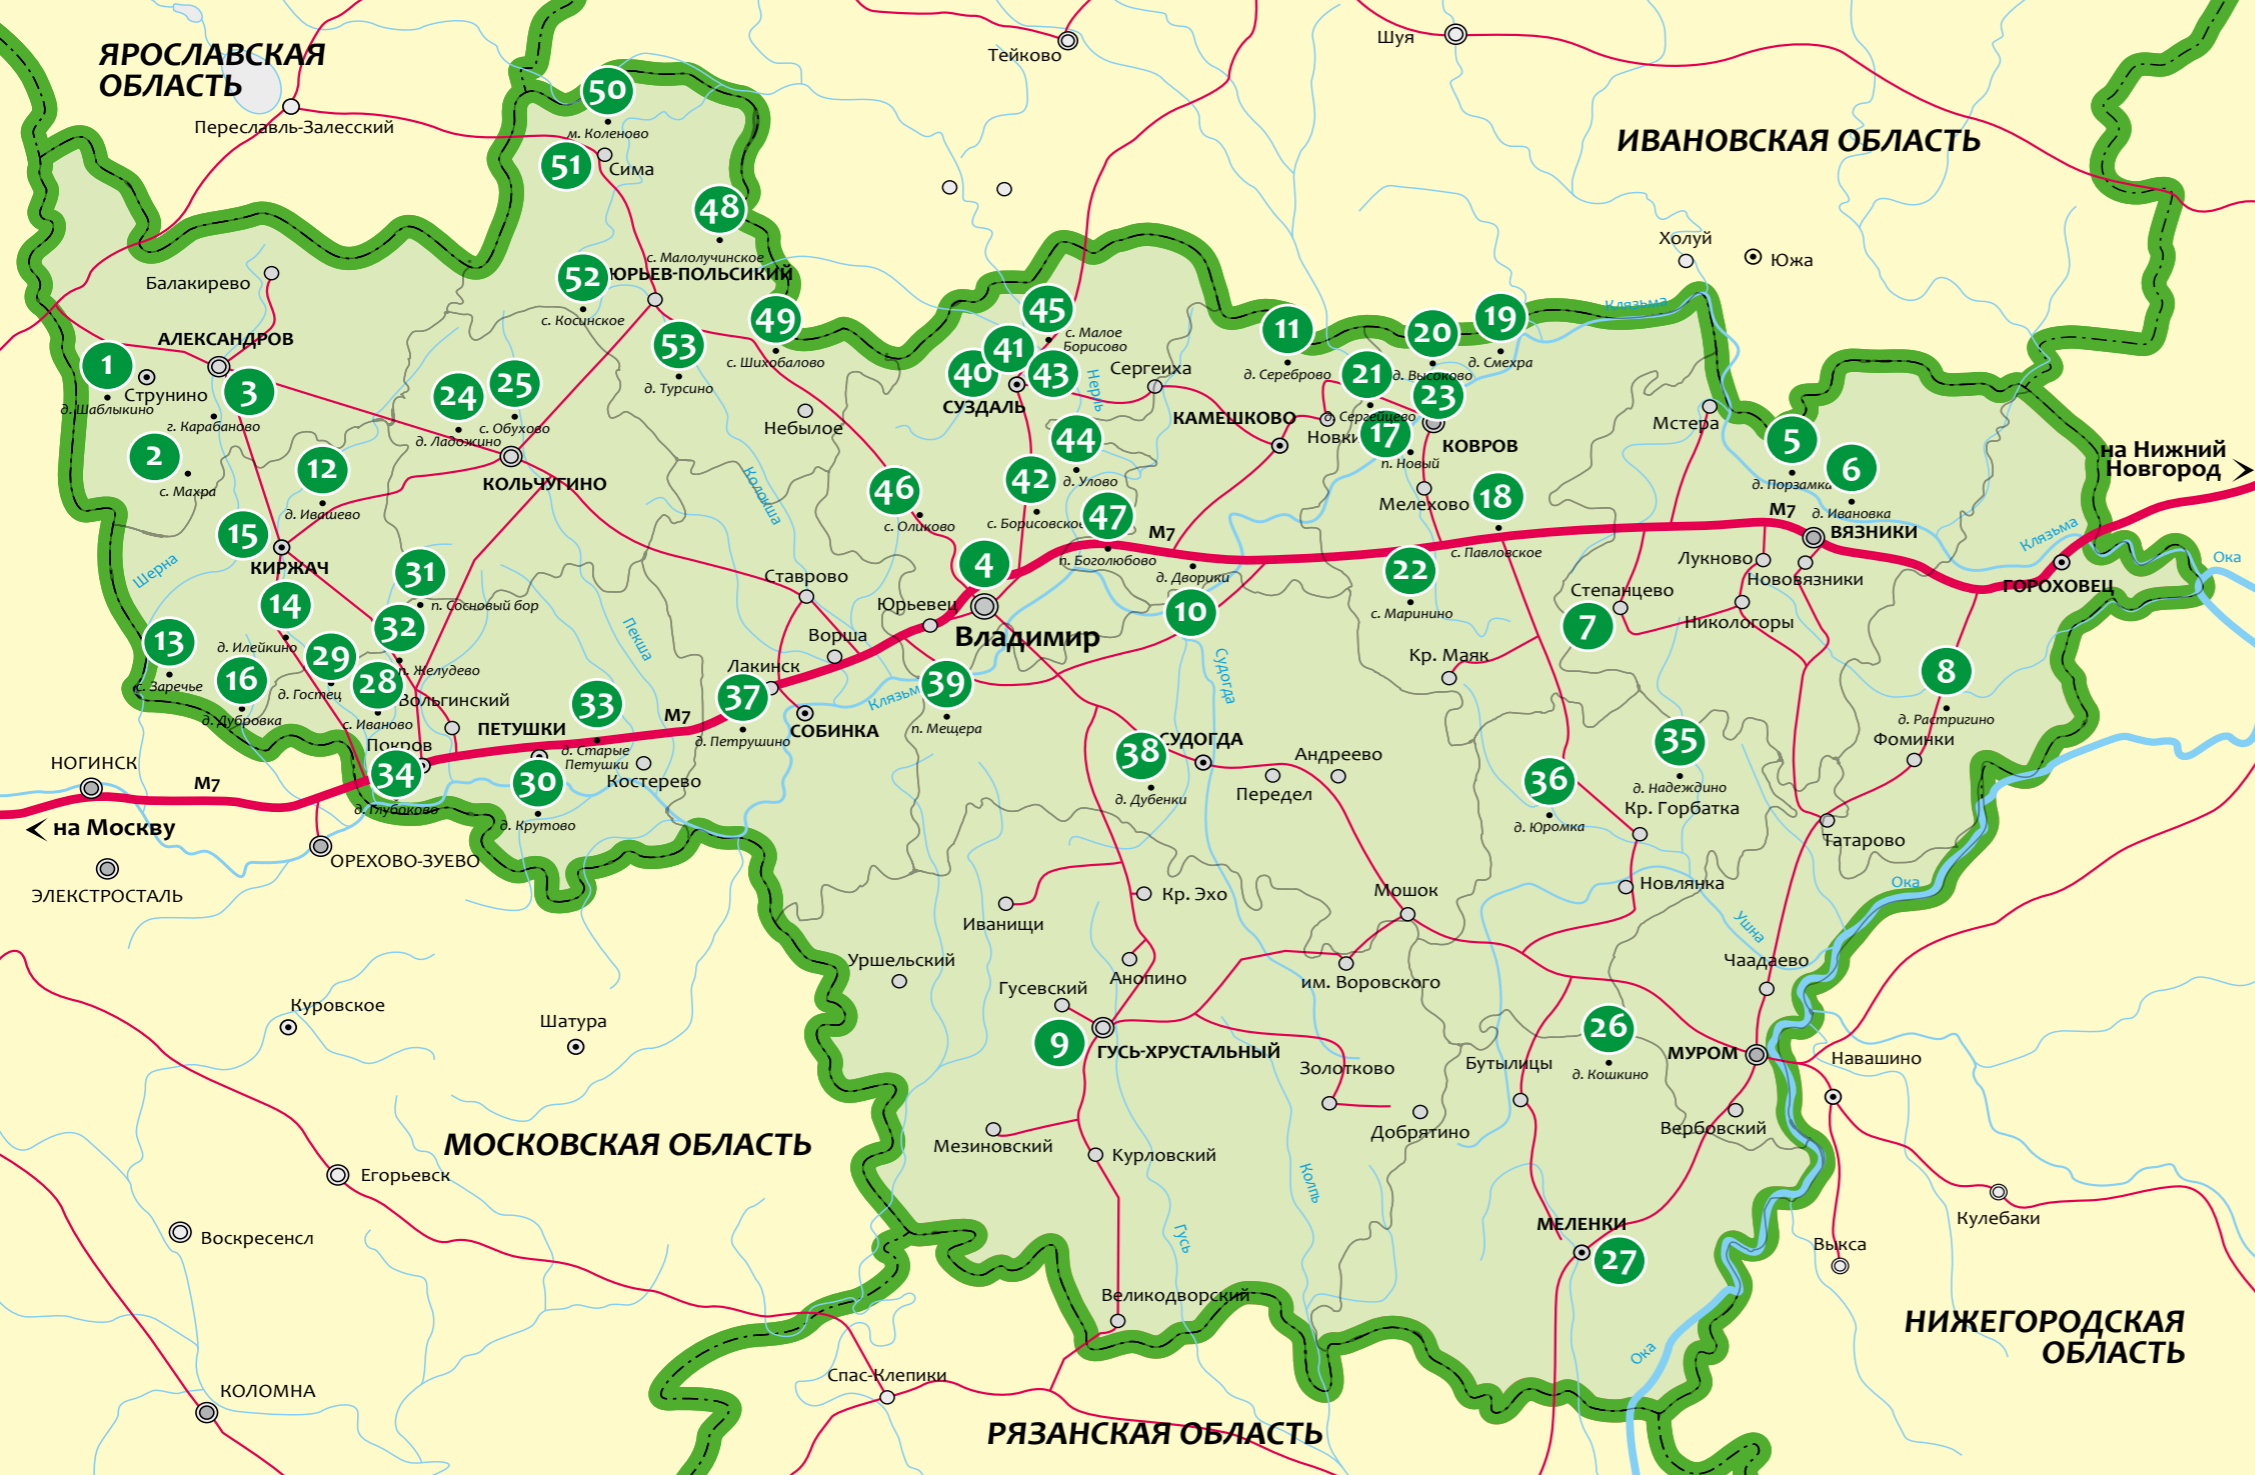 ЯРОСЛАВСКАЯ
ОБЛАСТЬ
Переславль-Залесский
50
м. Коленово
51
Сима
48
с. Малолучинское
Тейково
Шуя
ИВАНОВСКАЯ ОБЛАСТЬ
Холуй
Южа
Клязьма
Балакирево
АЛЕКСАНДРОВ
1
Струнино
д. Шаблыкино
3
г. Карабаново
2
с. Махра
52
ЮРЬЕВ-ПОЛЬСИКИЙ
с. Косинское
49
с. Шихобалово
53
д. Турсино
24
25
с. Обухово
д. Ладожино
КОЛЬЧУГИНО
Небылое
Колокша
45
с. Малое
Борисово
41
40
43
СУЗДАЛЬ
Нерль
Сергеиха
44
д. Улово
42
с. Борисовское
47
М7
п. Боголюбово
46
с. Оликово
11
д. Сереброво
20
д. Высоково
19
д. Смехра
21
д. Сергейцево
23
КАМЕШКОВО
Новки
17
КОВРОВ
п. Новый
Мелехово
18
с. Павловское
Мстера
5
д. Порзамка
6
д. Ивановка
на Нижний
Новгород
М7
ВЯЗНИКИ
Клязьма
Ока
ГОРОХОВЕЦ
12
д. Ивашево
15
КИРЖАЧ
Шерна
14
д. Илейкино
31
п. Сосновый бор
32
п. Желудево
13
с. Заречье
16
д. Дубровка
29
д. Гостец
28
с. Иваново
Вольгинский
Покров
34
д. Глубоково
Пекша
ПЕТУШКИ
33
д. Старые
Петушки
30
д. Крутово
Костерево
М7
Ставрово
4
Юрьевец
Владимир
Ворша
Лакинск
37
д. Петрушино
СОБИНКА
Клязьм
39
п. Мещера
д. Дворики
10
Судогда
22
с. Маринино
Кр. Маяк
Степанцево
7
Лукново
Нововязники
Никологоры
8
д. Растригино
Фоминки
38
СУДОГДА
д. Дубенки
Передел
Андреево
36
д. Юромка
35
д. Надеждино
Кр. Горбатка
Татарово
НОГИНСК
М7
на Москву
ЭЛЕКСТРОСТАЛЬ
ОРЕХОВО-ЗУЕВО
Иванищи
Кр. Эхо
Мошок
Новлянка
Ока
Ушна
Чаадаево
Уршельский
Анопино
Гусевский
им. Воровского
9
ГУСЬ-ХРУСТАЛЬНЫЙ
Золотково
Бутылицы
26
д. Кошкино
МУРОМ
Навашино
Вербовский
Добрятино
Мезиновский
Курловский
Куровское
Шатура
МОСКОВСКАЯ ОБЛАСТЬ
Егорьевск
Воскресенсл
Колпь
Гусь
МЕЛЕНКИ
27
Кулебаки
Выкса
Великодворский
НИЖЕГОРОДСКАЯ
ОБЛАСТЬ
Ока
Спас-Клепики
КОЛОМНА
РЯЗАНСКАЯ ОБЛАСТЬ